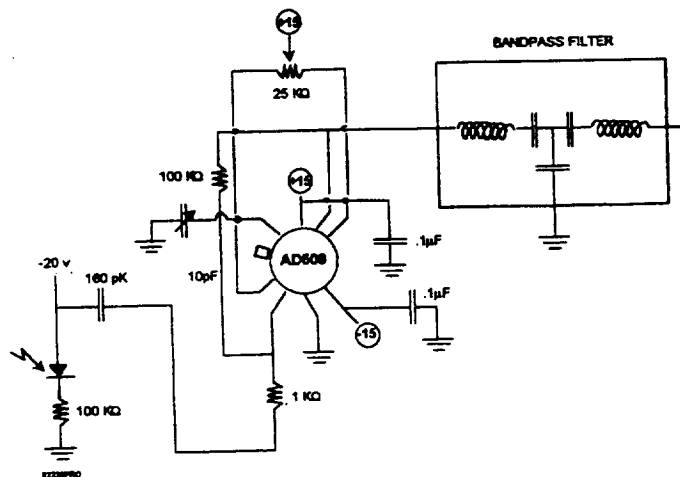 +15
BANDPASS FILTER
25 KΩ
100 KΩ
+15
AD509
.1μF
10pF
-20 v
160 pK
.1μF
-15
1 KΩ
100 KΩ